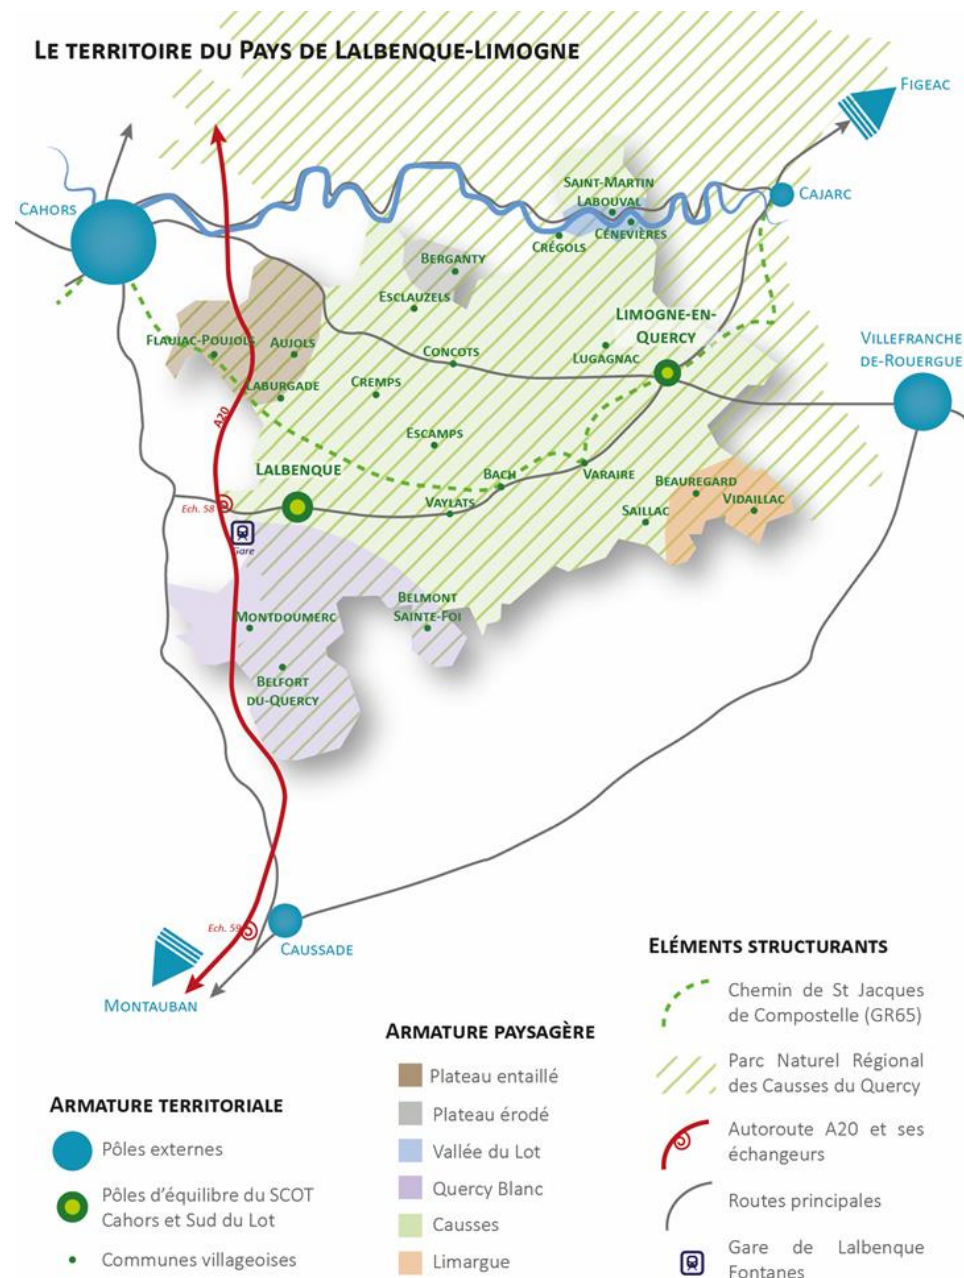 Le territoire du Pays de Lalbenque-Limogne
Figeac
Cahors
Cajarc
Saint-Martin
Labouval
Cénevières
Crégols
Berganty
Esclauzels
Limogne-en-
Quercy
Villefranche
de-Rouergue
Flaujac-Poujols
Aujols
Concots
Lugagnac
Laburgade
Cremps
A20
Escamps
Lalbenque
Bach
Varaire
Beauregard
Vidaillac
Vaylats
Saillac
Ech. 58
Gare
Montdoumerc
Belmont
Sainte-Foi
Belfort
du-Quercy
Ech. 59
Caussade
Montauban
Eléments structurants
Chemin de St Jacques
de Compostelle (GR65)
Parc Naturel Régional
des Causses du Quercy
Autoroute A20 et ses
échangeurs
Routes principales
Gare de Lalbenque
Fontanes
Armature paysagère
Plateau entaillé
Plateau érodé
Vallée du Lot
Quercy Blanc
Causses
Limargue
Armature territoriale
Pôles externes
Pôles d'équilibre du SCOT
Cahors et Sud du Lot
Communes villageoises